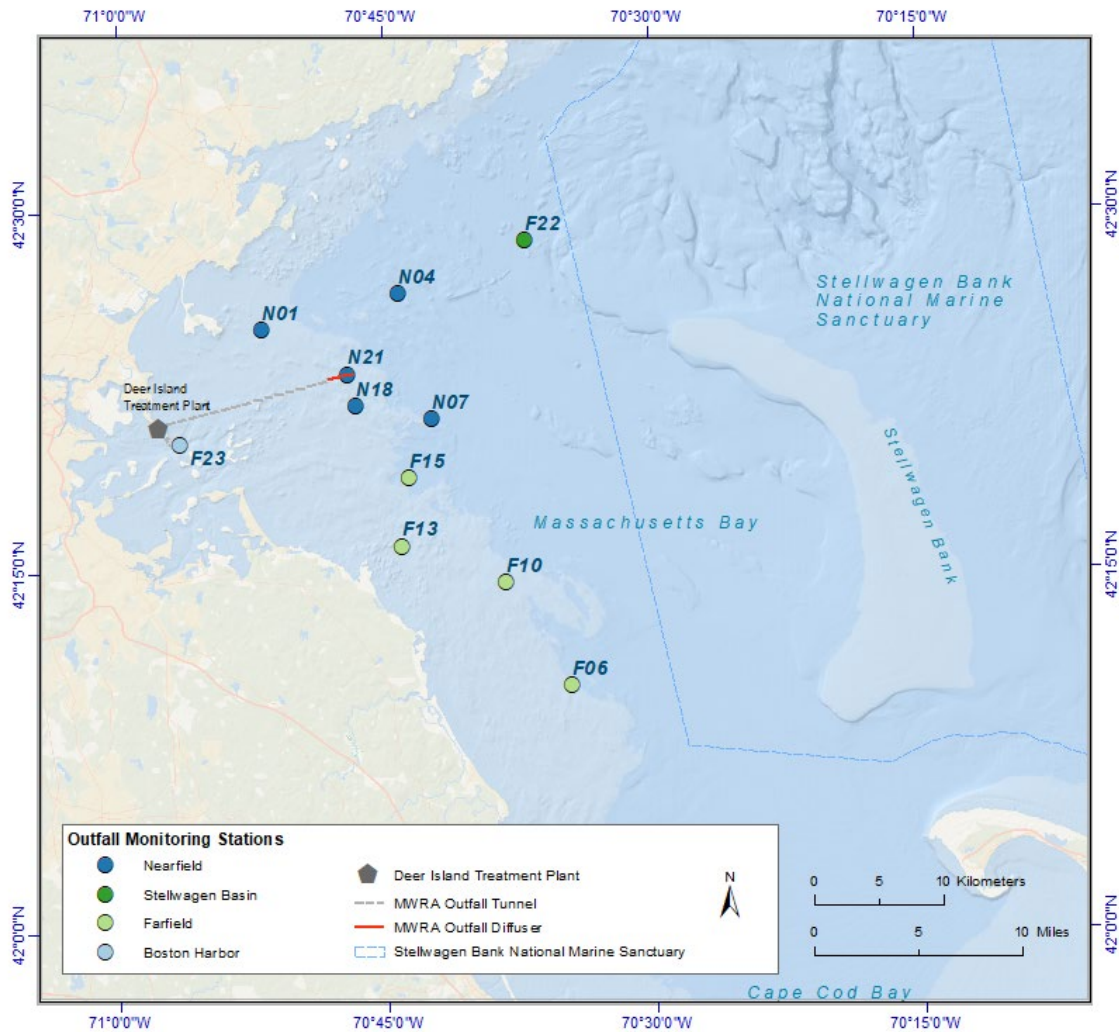 71°0'0"W
70°45'0"W
70°30'0"W
70°15'0"W
42°30'0"N
42°30'0"N
F22
Stellwagen Bank
National Marine
Sanctuary
N04
N01
N21
Deer Island
Treatment Plant
N18
N07
F23
F15
Stellwagen Bank
Massachusetts Bay
F13
F10
42°15'0"N
42°15'0"N
F06
Outfall Monitoring Stations
Nearfield
Stellwagen Basin
Farfield
Boston Harbor
Deer Island Treatment Plant
MWRA Outfall Tunnel
MWRA Outfall Diffuser
Stellwagen Bank National Marine Sanctuary
N
0 5 10 Kilometers
0 5 10 Miles
42°0'0"N
42°0'0"N
Cape Cod Bay
71°0'0"W
70°45'0"W
70°30'0"W
70°15'0"W